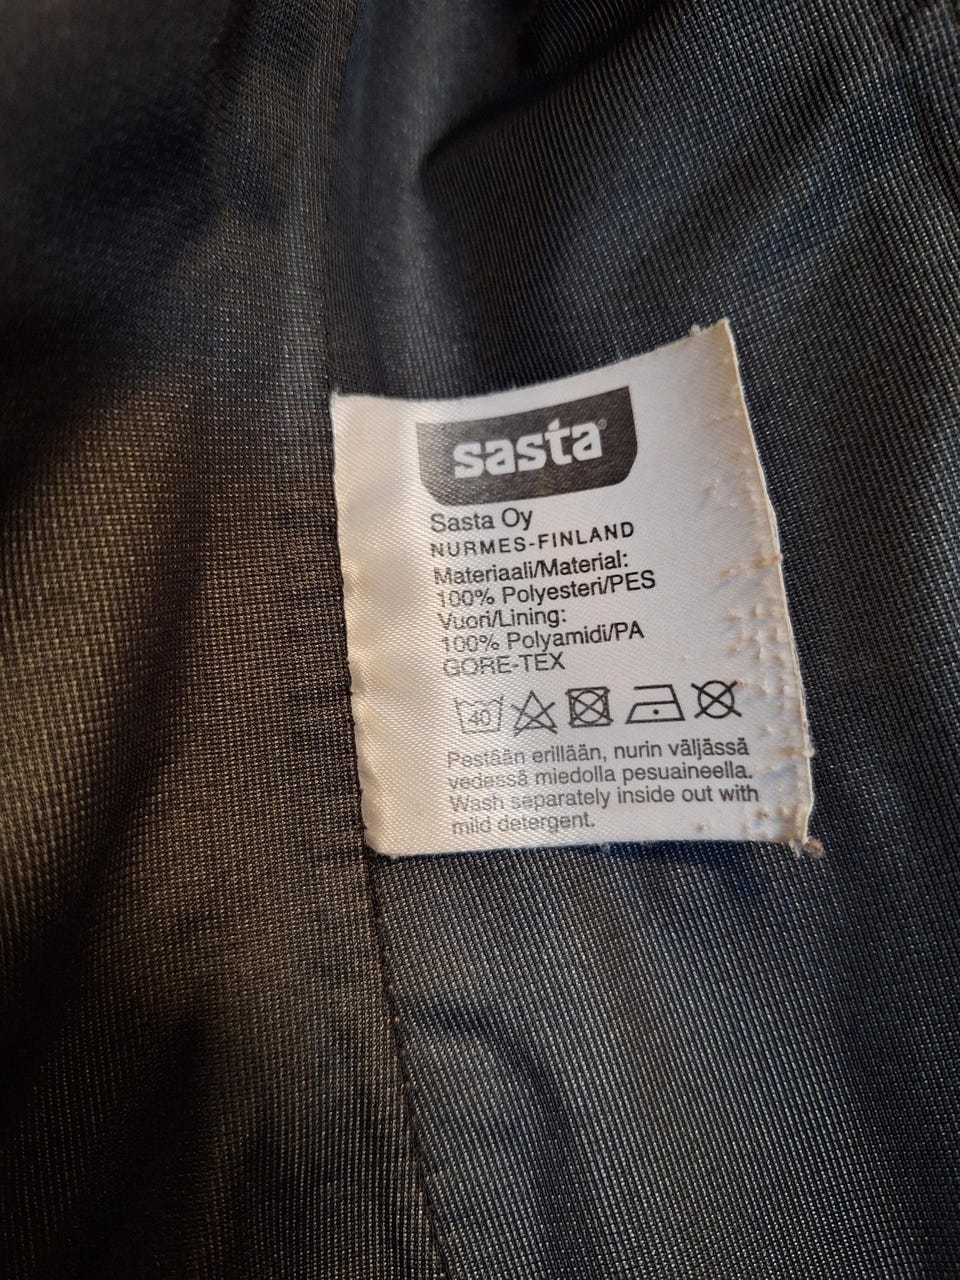 sasta®
Sasta Oy
NURMES-FINLAND
Materiaali/Material:
100% Polyesteri/PES
Vuori/Lining:
100% Polyamidi/PA
GORE-TEX
40
Pestään erillään, nurin väljässä
vedessä miedolla pesuaineella.
Wash separately inside out with
mild detergent.